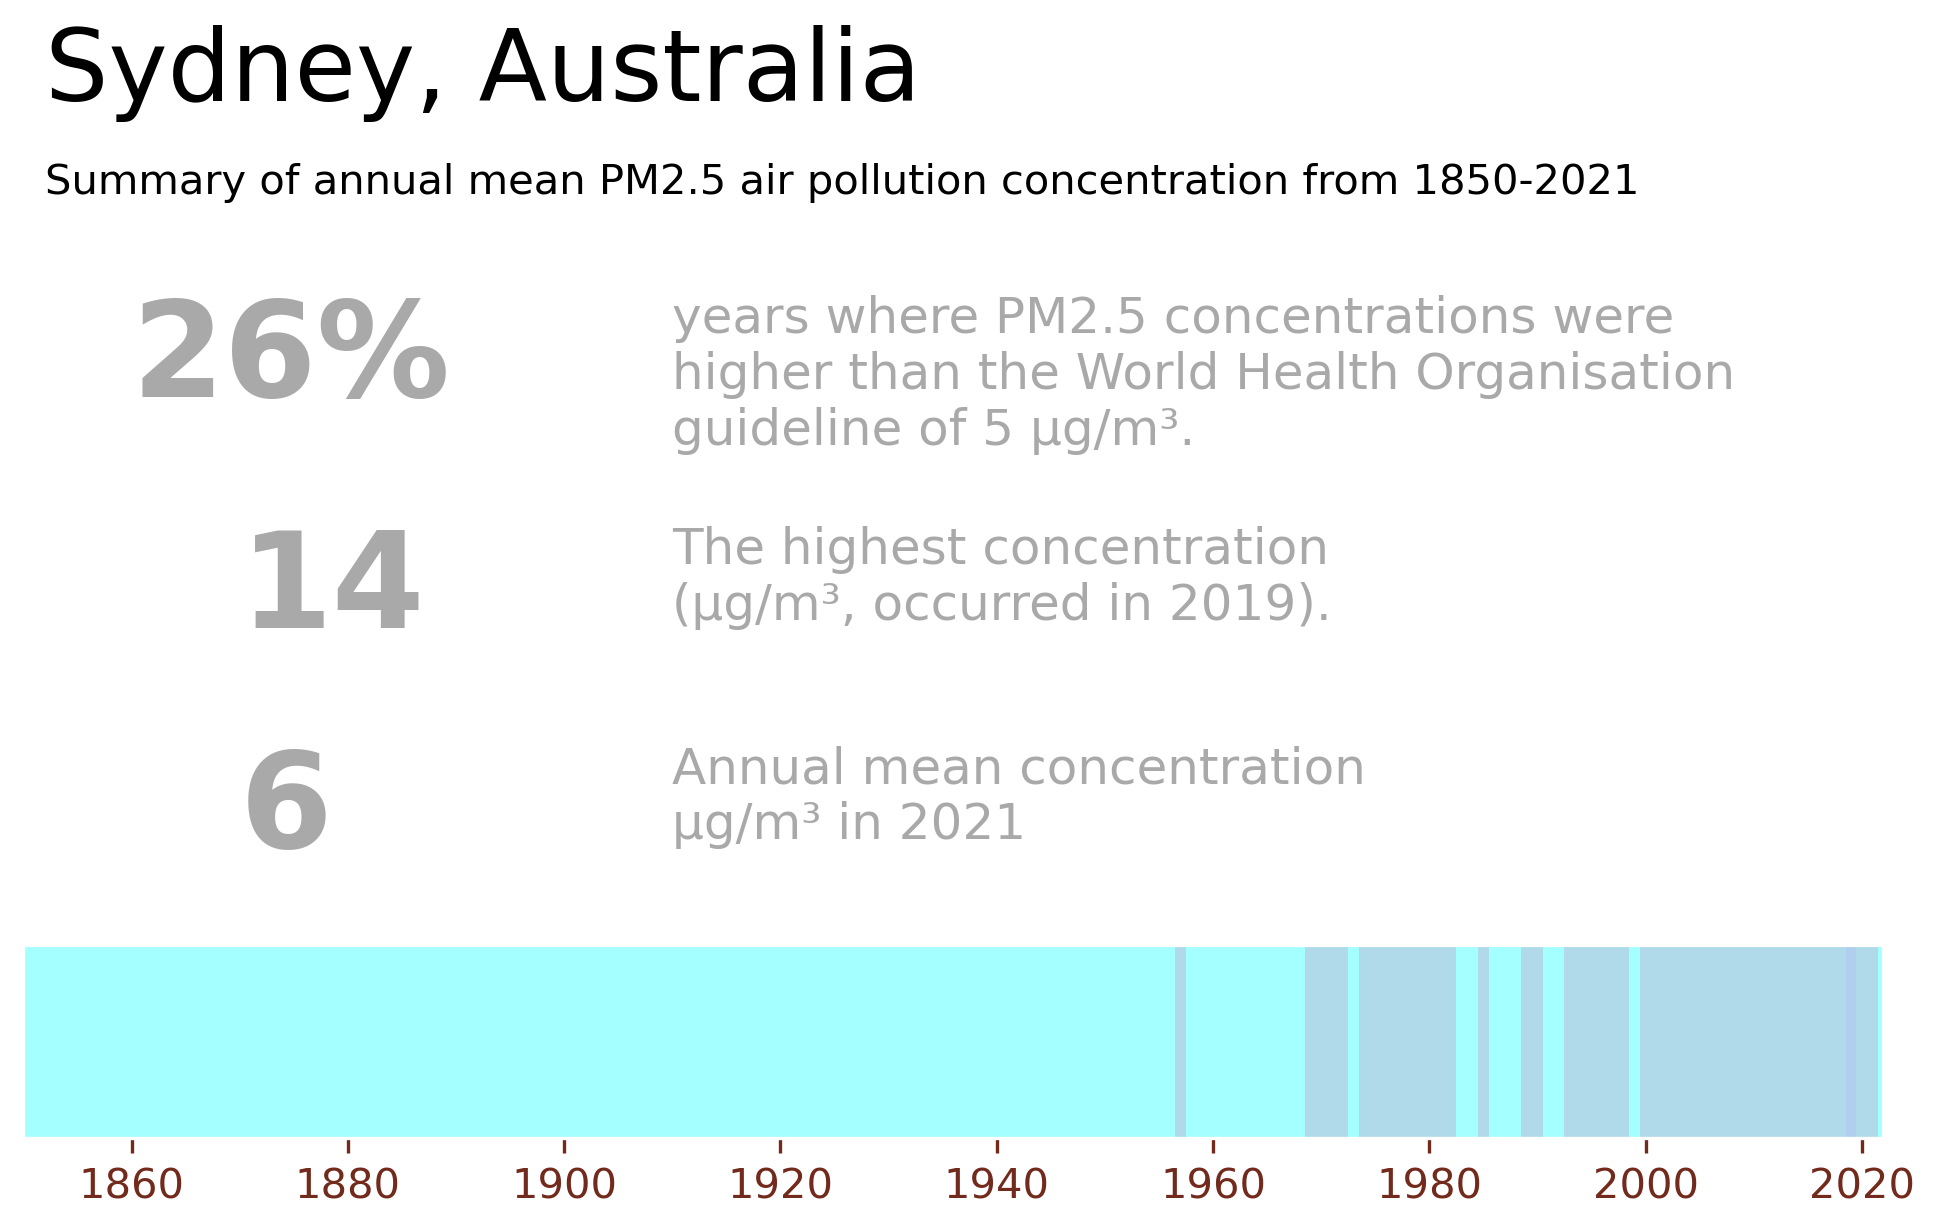 Sydney, Australia
Summary of annual mean PM2.5 air pollution concentration from 1850-2021
26%
years where PM2.5 concentrations were
higher than the World Health Organisation
guideline of 5 µg/m³.
14
The highest concentration
(µg/m³, occurred in 2019).
6
Annual mean concentration
µg/m³ in 2021
1860 1880 1900 1920 1940 1960 1980 2000 2020